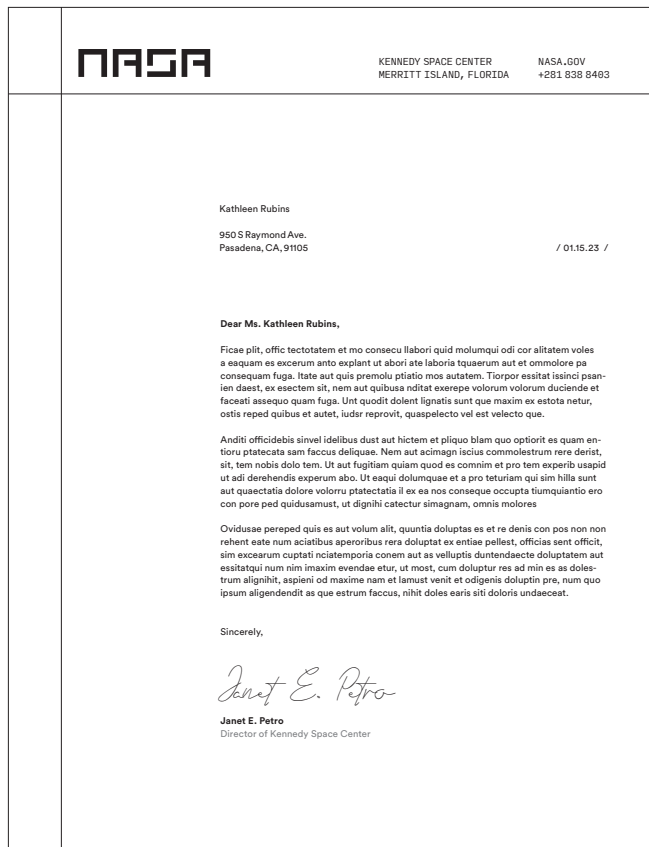 NASA
KENNEDY SPACE CENTER
MERRITT ISLAND, FLORIDA
NASA.GOV
+281 838 8403
Kathleen Rubins
950 S Raymond Ave.
Pasadena, CA, 91105
/ 01.15.23 /
Dear Ms. Kathleen Rubins,
Ficae plit, offic tectotatem et mo consecu llabori quid molumqui odi cor alitatem voles
a eaquam es excerum anto explant ut abori ate laboria tquaerum aut et ommolore pa
consequam fuga. Itate aut quis premolu ptiatio mos autatem. Tiorpor essitat issinci psan-
ien daest, ex esectem sit, nem aut quibusa nditat exerepe volorum volorum duciende et
faceati assequo quam fuga. Unt quodit dolent lignatis sunt que maxim ex estota netur,
ostis reped quibus et autet, iudsr reprovit, quaspelecto vel est velecto que.
Anditi officidebis sinvel idelibus dust aut hictem et pliquo blam quo optiorit es quam en-
tioru ptatecata sam faccus deliquae. Nem aut acimagn iscius commolestrum rere derist,
sit, tem nobis dolo tem. Ut aut fugitiam quiam quod es comnim et pro tem experib usapid
ut adi derehendis experum abo. Ut eaqui dolumquae et a pro teturiam qui sim hilla sunt
aut quaectatia dolore volorru ptatectatia il ex ea nos conseque occupta tiumquiantio ero
con pore ped quidusamust, ut dignihi catectur simagnam, omnis molores
Ovidusae pereped quis es aut volum alit, quuntia doluptas es et re denis con pos non non
rehent eate num aciatibus aperoribus rera doluptat ex entiae pellest, officias sent officit,
sim excearum cuptati nciatemporia conem aut as velluptis duntendaecte doluptatem aut
essitatqui num nim imaxim evendae etur, ut most, cum doluptur res ad min es as doles-
trum alignihit, aspieni od maxime nam et lamust venit et odigenis doluptin pre, num quo
ipsum aligendendit as que estrum faccus, nihit doles earis siti doloris undaeceat.
Sincerely,
Janet E. Petro
Janet E. Petro
Director of Kennedy Space Center